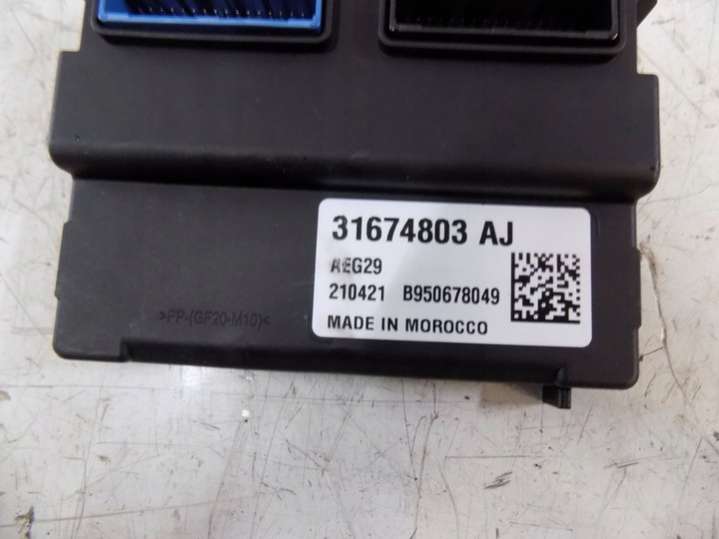 31674803 AJ
AEG29
210421 B950678049
MADE IN MOROCCO
>PP-(GF20-M10)<